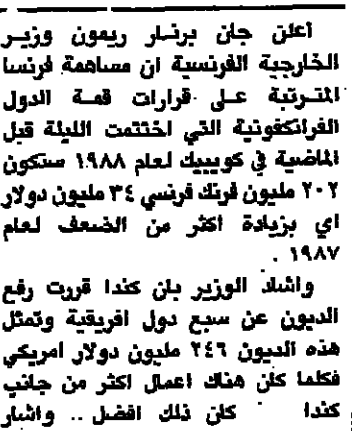 أعلن جان برنار ريمون وزير
الخارجية الفرنسية ان مساهمة فرنسا
المترتبة على قرارات قمة الدول
الفرانكفونية التي اختتمت الليلة قبل
الماضية في كويبيك لعام ١٩٨٨ ستكون
٢٠٢ مليون فرنك فرنسي ٣٤ مليون دولار
اي بزيادة اكثر من الضعف لعام
١٩٨٧ .
واشاد الوزير بان كندا قررت رفع
الديون عن سبع دول افريقية وتمثل
هذه الديون ٢٤٦ مليون دولار امريكي
فكلما كان هناك اعمال اكثر من جانب
كندا كان ذلك افضل .. واشار